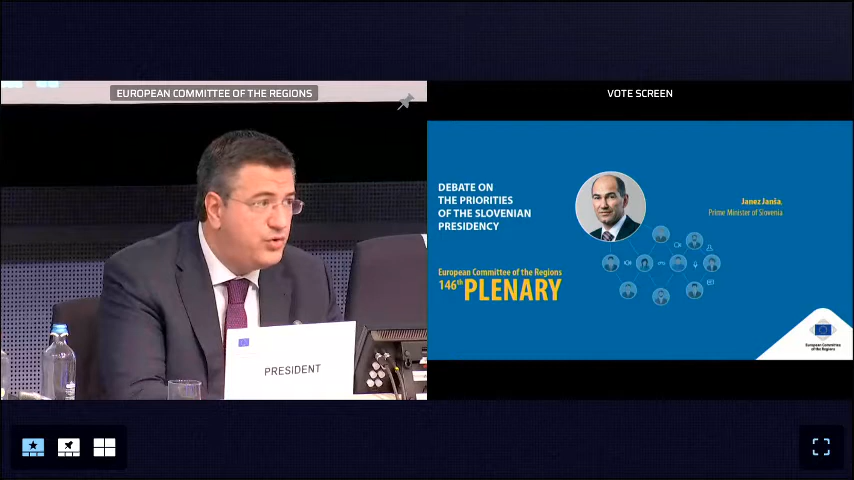 EUROPEAN COMMITTEE OF THE REGIONS
PRESIDENT
VOTE SCREEN
DEBATE ON
THE PRIORITIES
OF THE SLOVENIAN
PRESIDENCY
Janez Janša,
Prime Minister of Slovenia
European Committee of the Regions
146th PLENARY
European Committee
of the Regions